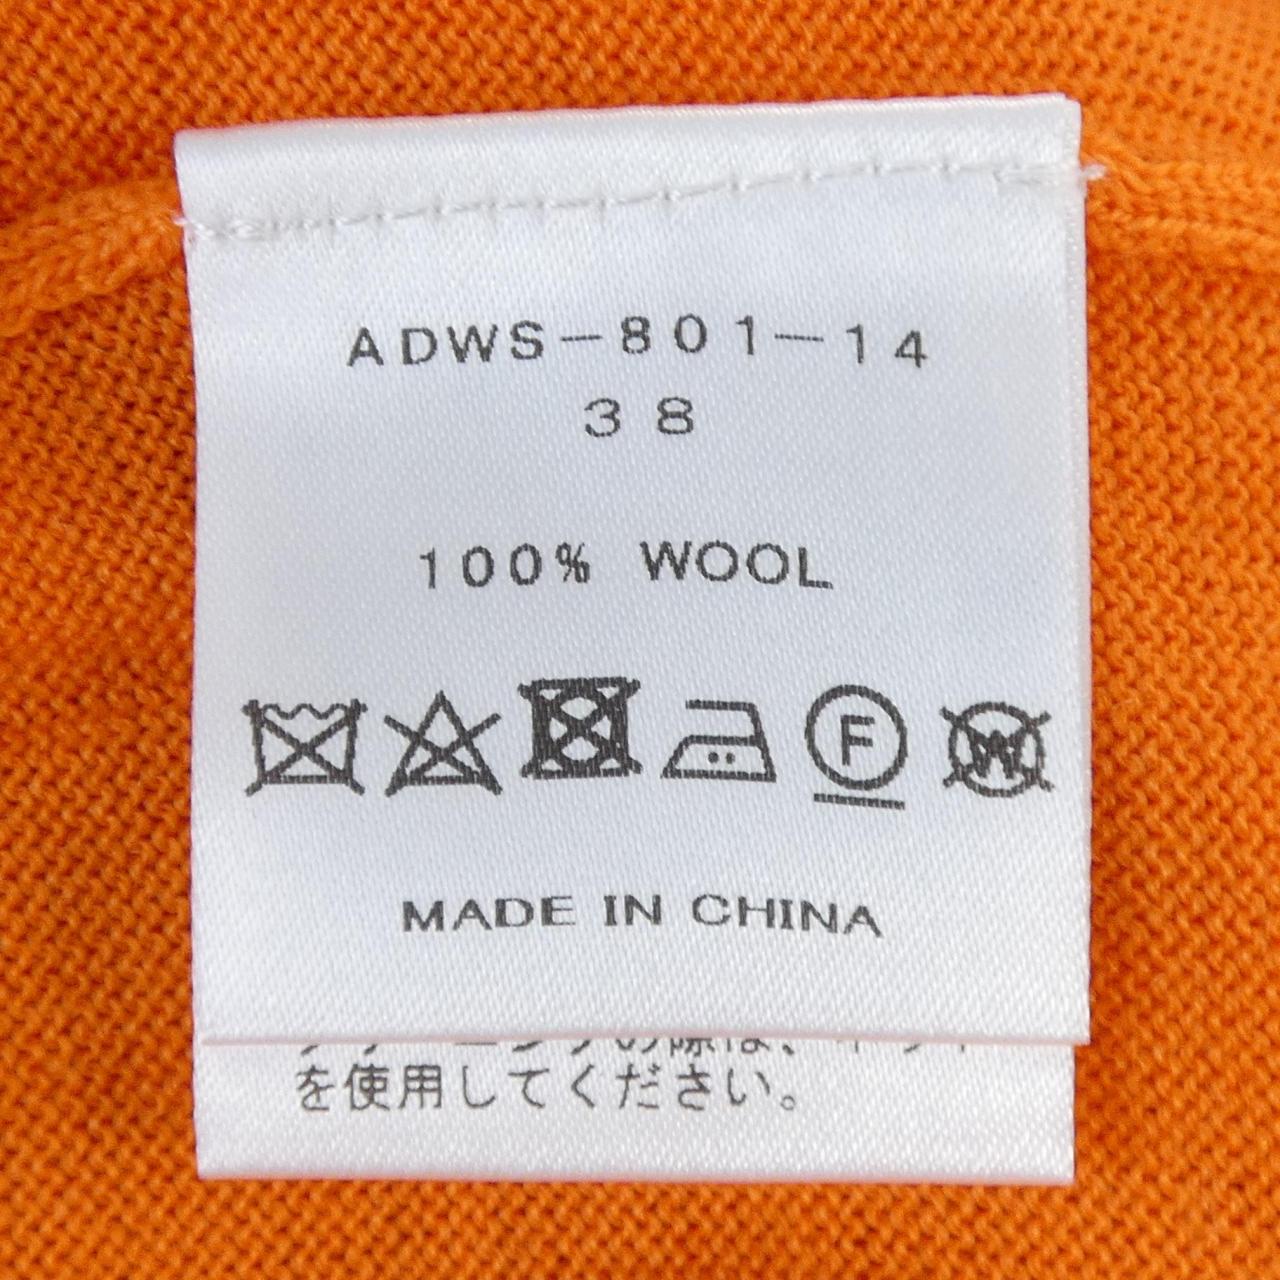 ADWS-801-14
38
100% WOOL
F W
MADE IN CHINA
を使用してください。